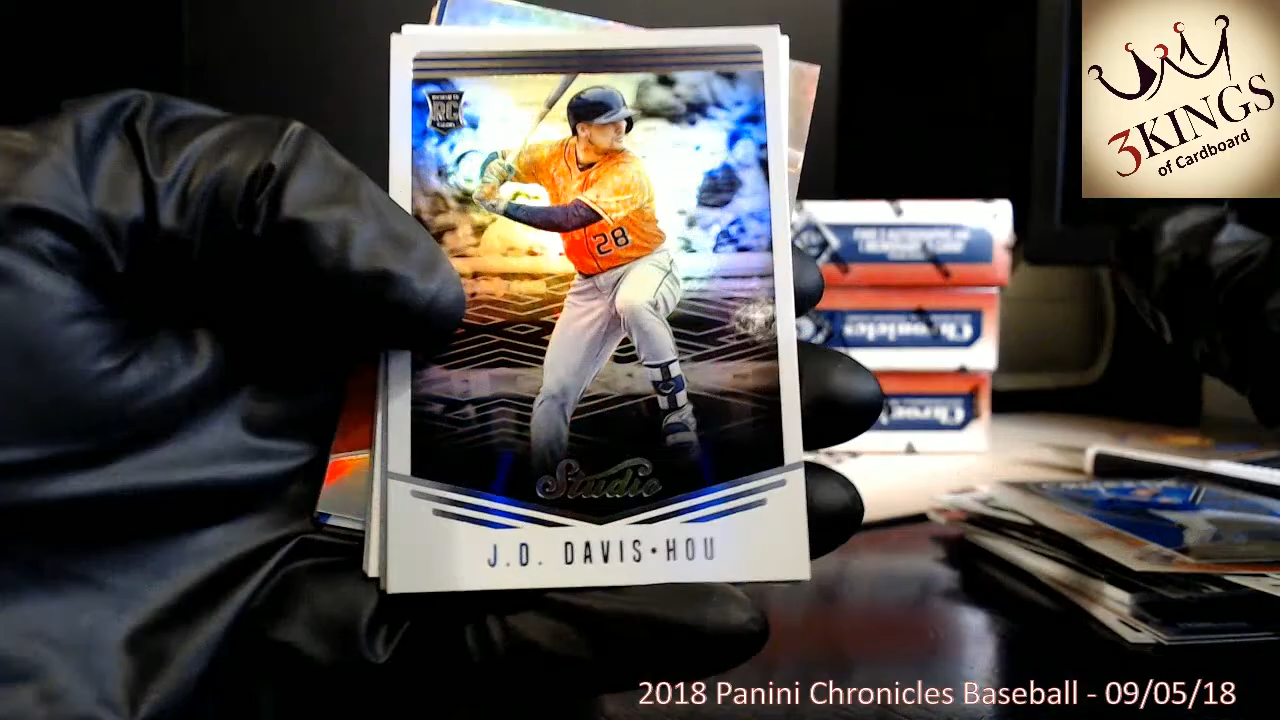 3KINGS
of Cardboard
RC
28
Chronicles
Studio
J.D. DAVIS•HOU
2018 Panini Chronicles Baseball - 09/05/18